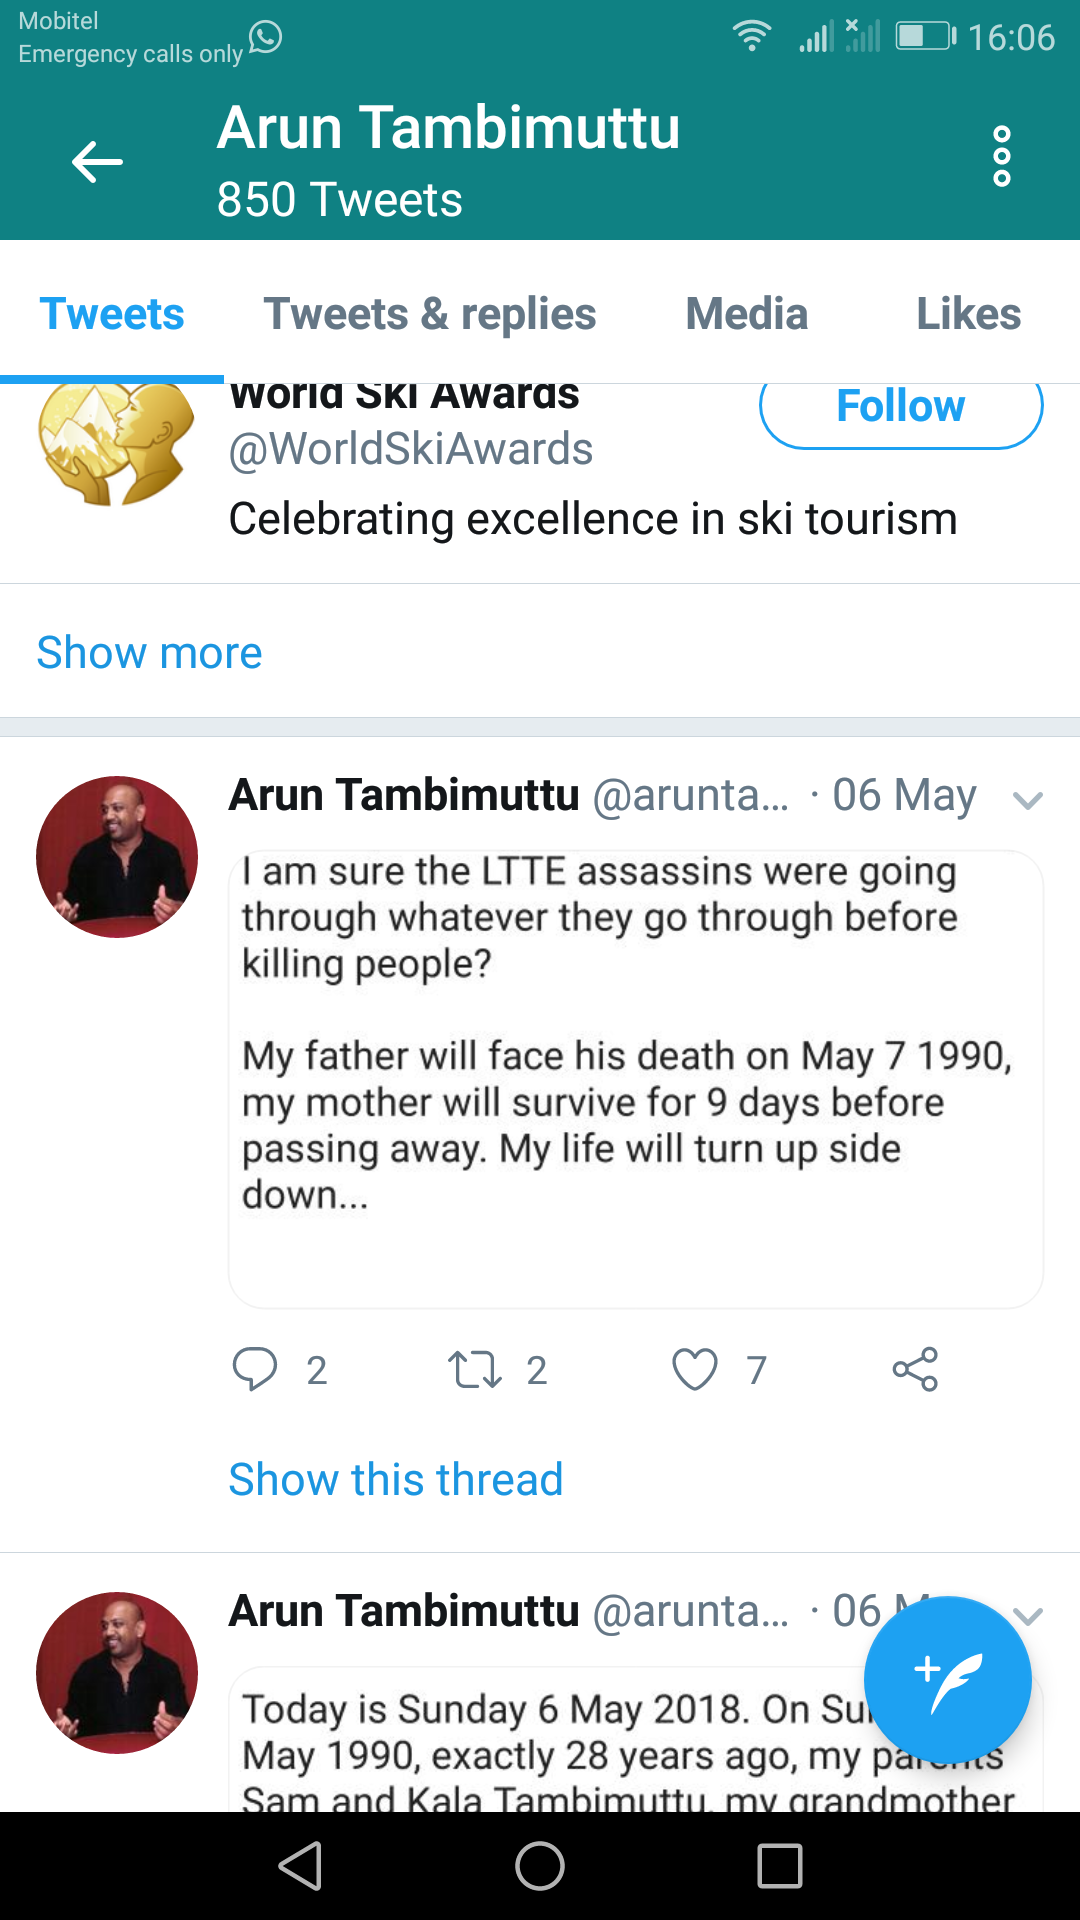 Mobitel
Emergency calls only
16:06
Arun Tambimuttu
850 Tweets
Tweets
Tweets & replies
Media
Likes
World Ski Awards
Follow
@WorldSkiAwards
Celebrating excellence in ski tourism
Show more
Arun Tambimuttu @arunta... · 06 May
I am sure the LTTE assassins were going
through whatever they go through before
killing people?
My father will face his death on May 7 1990,
my mother will survive for 9 days before
passing away. My life will turn up side
down...
2 2 7
Show this thread
Arun Tambimuttu @arunta... · 06
Today is Sunday 6 May 2018. On
May 1990, exactly 28 years ago, my parents
Sam and Kala Tambimuttu, my grandmother